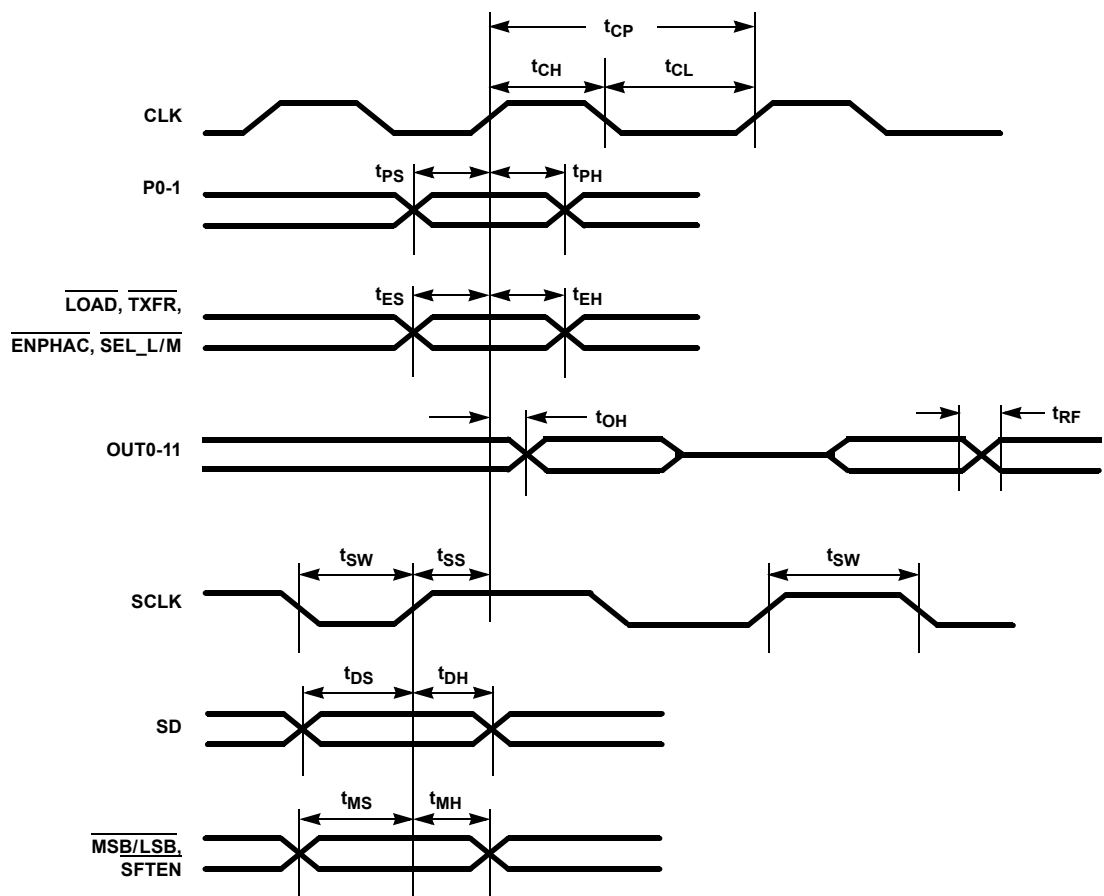 tCP
tCH tCL
CLK
tPS tPH
P0-1
tES tEH
LOAD, TXFR,
ENPHAC, SEL_L/M
tOH tRF
OUT0-11
tSW tSS tSW
SCLK
tDS tDH
SD
tMS tMH
MSB/LSB,
SFTEN